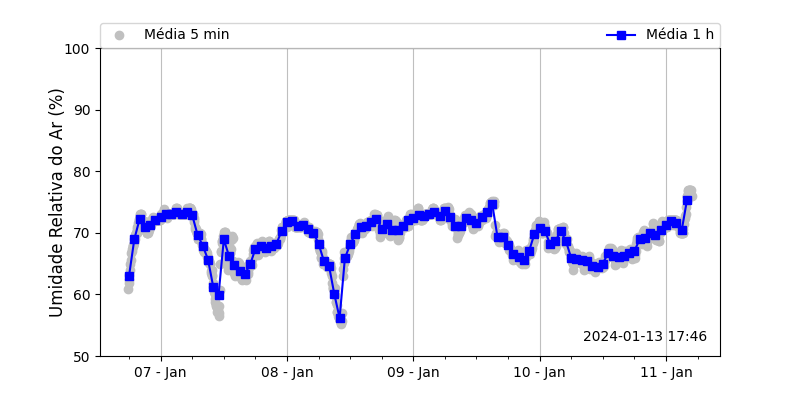 Média 5 min
Média 1 h
Umidade Relativa do Ar (%)
100
90
80
70
60
50
2024-01-13 17:46
07 - Jan
08 - Jan
09 - Jan
10 - Jan
11 - Jan